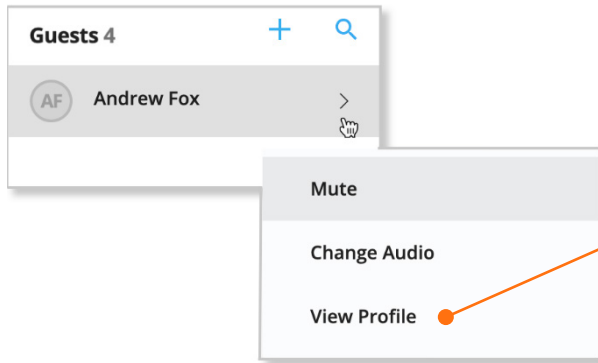 Guests 4
AF Andrew Fox
Mute
Change Audio
View Profile